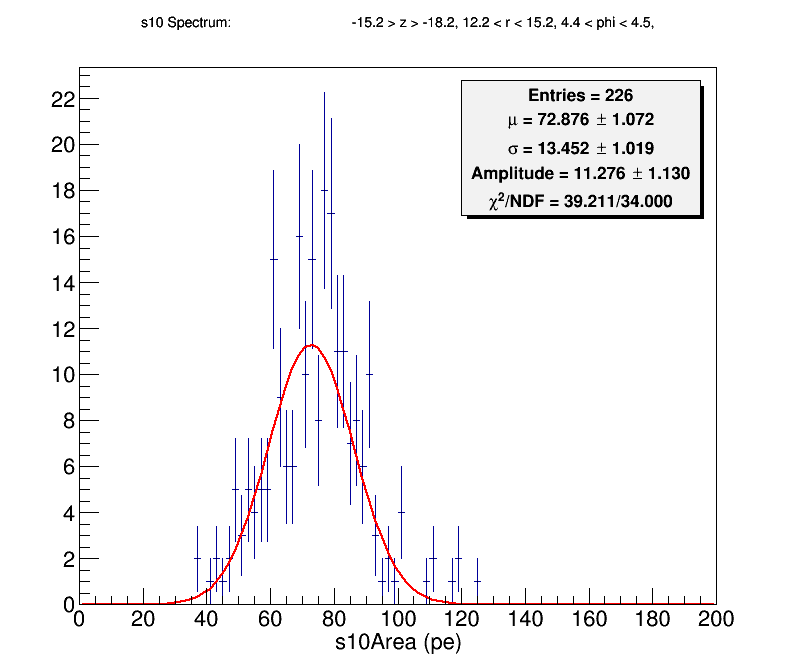 s10 Spectrum: -15.2 > z > -18.2, 12.2 < r < 15.2, 4.4 < phi < 4.5,
Entries = 226
μ = 72.876 ± 1.072
σ = 13.452 ± 1.019
Amplitude = 11.276 ± 1.130
χ²/NDF = 39.211/34.000
22
20
18
16
14
12
10
8
6
4
2
0
0 20 40 60 80 100 120 140 160 180 200
s10Area (pe)